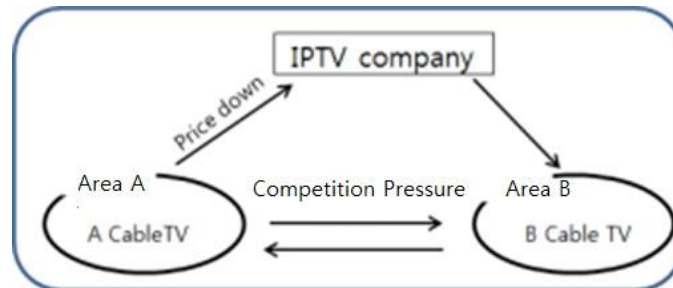 IPTV company
Price down
Area A
Competition Pressure
Area B
A CableTV
B Cable TV